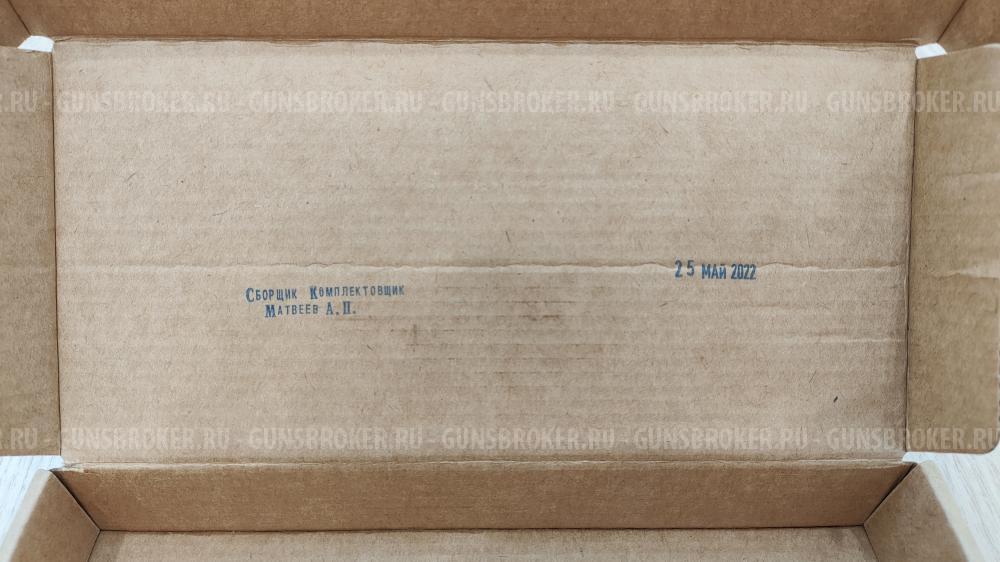 GUNSBROKER.RU - GUNSBROKER.RU - GUNSBROKER.RU - GUNSBROKER.RU - GUNSBROKER.RU
25 МАЙ 2022
Сборщик Комплектовщик
Матвеев А.П.
.RU - GUNSBROKER.RU - GUNSBROKER.RU - GUNSBROKER.RU - GUNSBROKER.RU - GUNSBROKER.RU